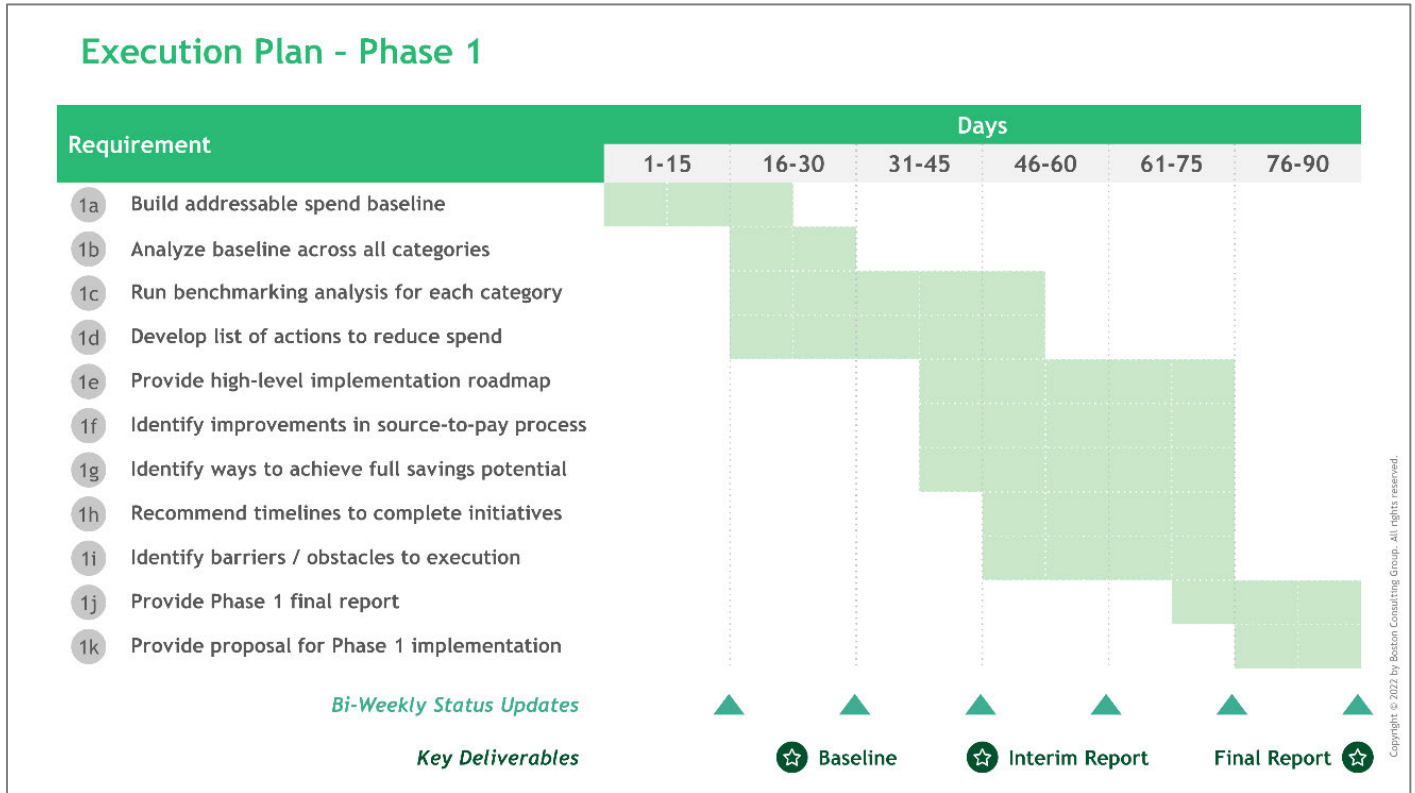 Execution Plan – Phase 1
Requirement
Days
1-15 16-30 31-45 46-60 61-75 76-90
1a Build addressable spend baseline
1b Analyze baseline across all categories
1c Run benchmarking analysis for each category
1d Develop list of actions to reduce spend
1e Provide high-level implementation roadmap
1f Identify improvements in source-to-pay process
1g Identify ways to achieve full savings potential
1h Recommend timelines to complete initiatives
1i Identify barriers / obstacles to execution
1j Provide Phase 1 final report
1k Provide proposal for Phase 1 implementation
Bi-Weekly Status Updates
Key Deliverables Baseline Interim Report Final Report
Copyright © 2022 by Boston Consulting Group. All rights reserved.